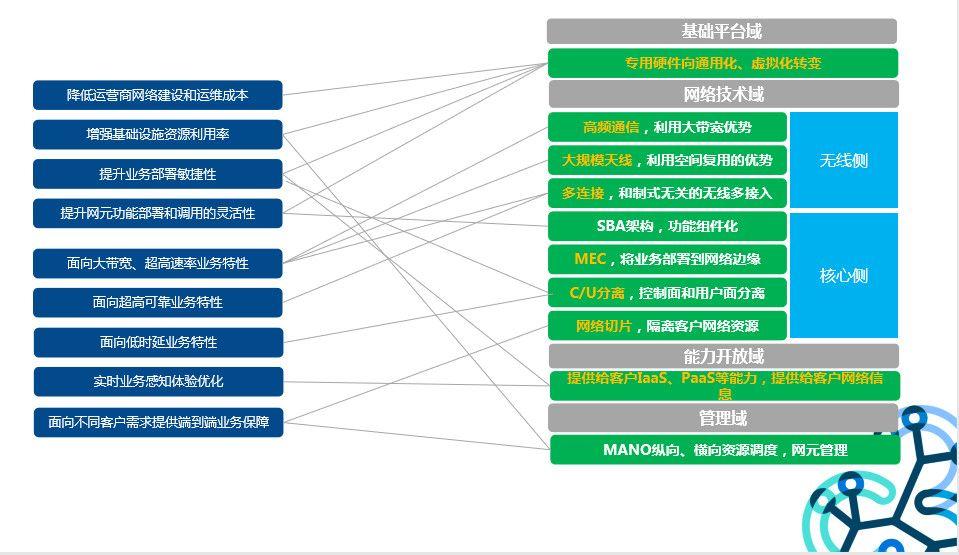 降低运营商网络建设和运维成本
增强基础设施资源利用率
提升业务部署敏捷性
提升网元功能部署和调用的灵活性
面向大带宽、超高速率业务特性
面向超高可靠业务特性
面向低时延业务特性
实时业务感知体验优化
面向不同客户需求提供端到端业务保障
基础平台域
专用硬件向通用化、虚拟化转变
网络技术域
高频通信，利用大带宽优势
大规模天线，利用空间复用的优势
多连接，和制式无关的无线多接入
无线侧
SBA架构，功能组件化
MEC，将业务部署到网络边缘
C/U分离，控制面和用户面分离
网络切片，隔离客户网络资源
核心侧
能力开放域
提供给客户IaaS、PaaS等能力，提供给客户网络信
息
管理域
MANO纵向、横向资源调度，网元管理